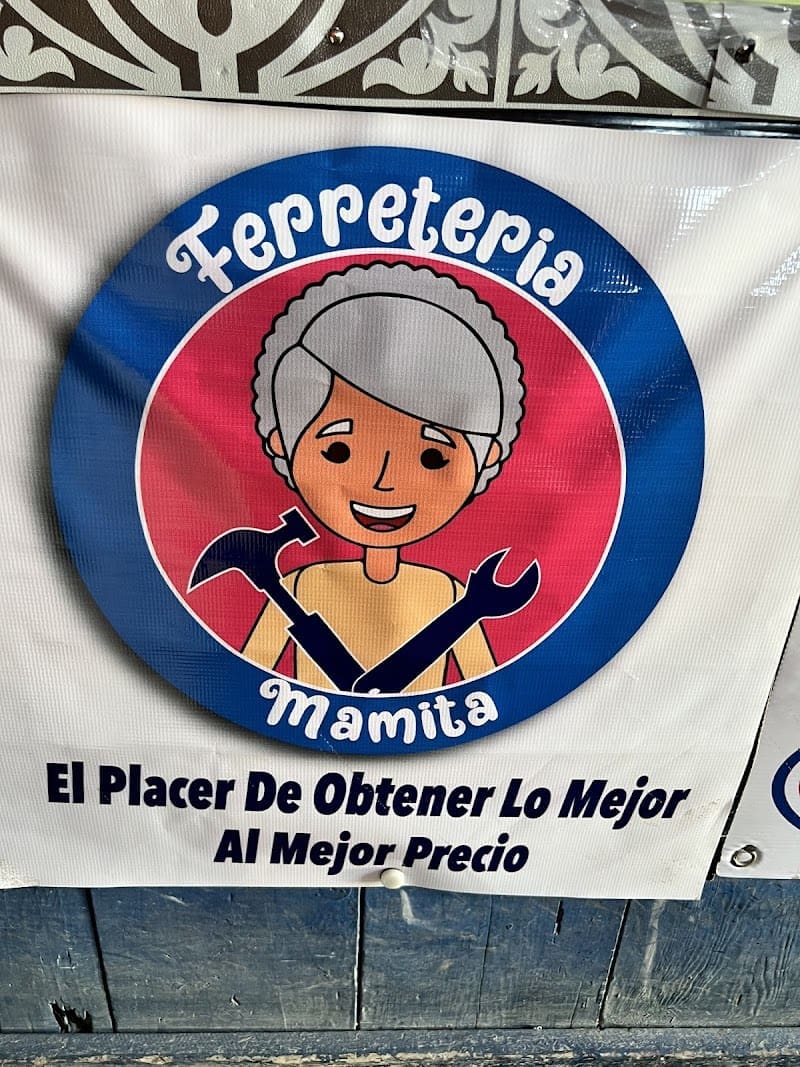 Ferreteria
Mamita
El Placer De Obtener Lo Mejor
Al Mejor Precio